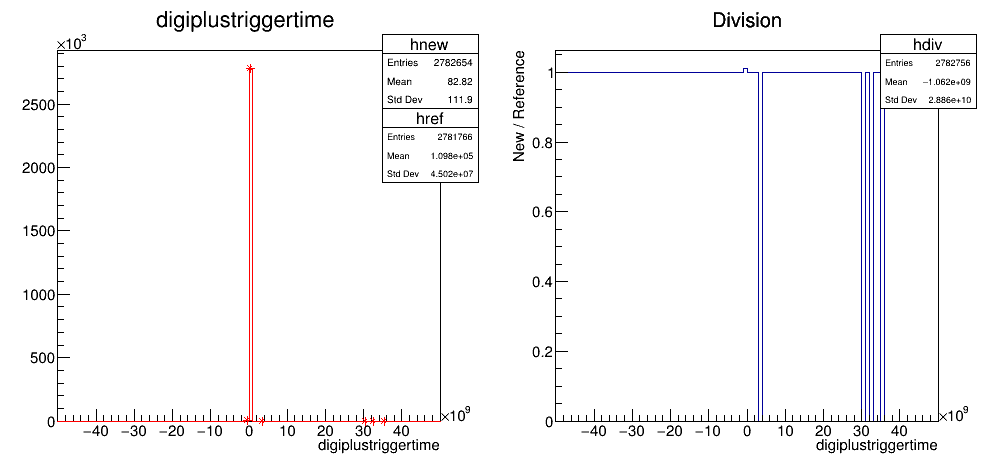 digiplustriggertime
×10³
hnew
Entries 2782654
Mean 82.82
Std Dev 111.9
href
Entries 2781766
Mean 1.098e+05
Std Dev 4.502e+07
2500
2000
1500
1000
500
0
−40 −30 −20 −10 0 10 20 30 40
×10⁹
digiplustriggertime
Division
hdiv
Entries 2782756
Mean −1.062e+09
Std Dev 2.886e+10
New / Reference
1
0.8
0.6
0.4
0.2
0
−40 −30 −20 −10 0 10 20 30 40
×10⁹
digiplustriggertime